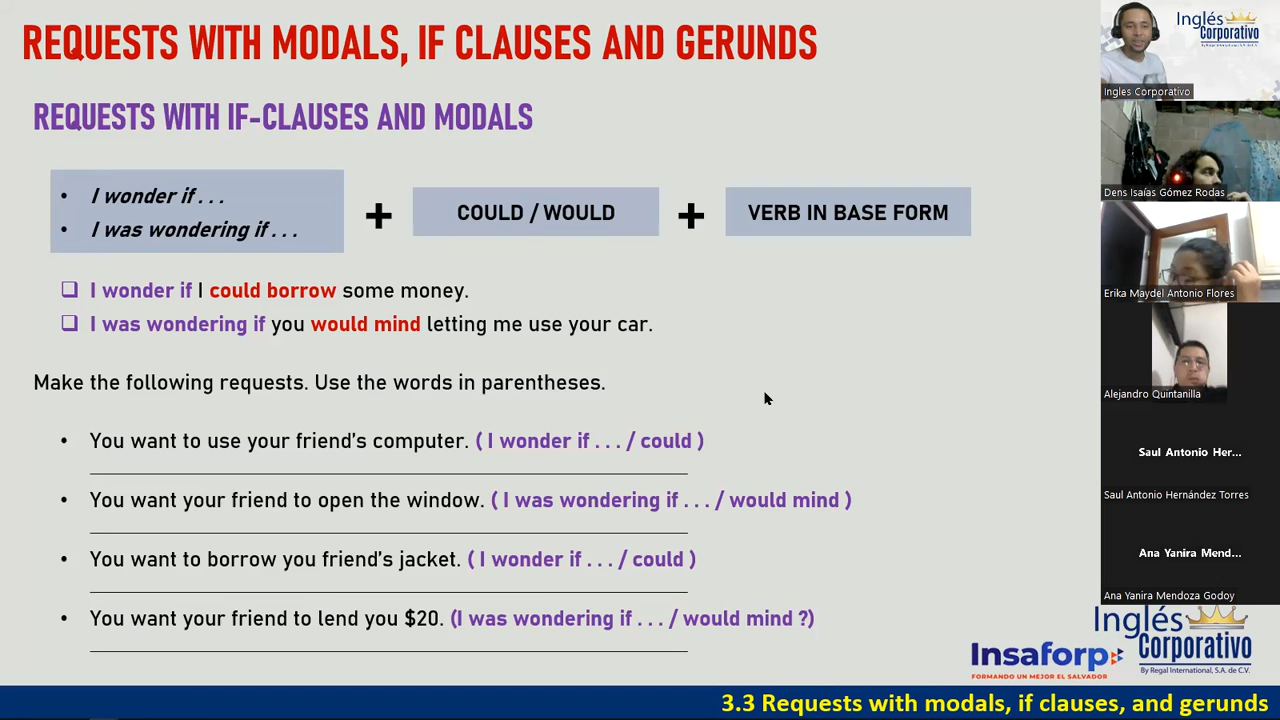 REQUESTS WITH MODALS, IF CLAUSES AND GERUNDS
REQUESTS WITH IF-CLAUSES AND MODALS
• I wonder if . . .
• I was wondering if . . .
+
COULD / WOULD
+
VERB IN BASE FORM
❑ I wonder if I could borrow some money.
❑ I was wondering if you would mind letting me use your car.
Make the following requests. Use the words in parentheses.
• You want to use your friend's computer. ( I wonder if . . . / could )
• You want your friend to open the window. ( I was wondering if . . . / would mind )
• You want to borrow you friend's jacket. ( I wonder if . . . / could )
• You want your friend to lend you $20. (I was wondering if . . . / would mind ?)
Inglés
Corporativo
By Regal International, S.A. de C.V.
Ingles Corporativo
Dens Isaías Gómez Rodas
Erika Maydel Antonio Flores
Alejandro Quintanilla
Saul Antonio Her...
Saul Antonio Hernández Torres
Ana Yanira Mend...
Ana Yanira Mendoza Godoy
Insaforp
FORMANDO UN MEJOR EL SALVADOR
Inglés
Corporativo
By Regal International, S.A. de C.V.
3.3 Requests with modals, if clauses, and gerunds